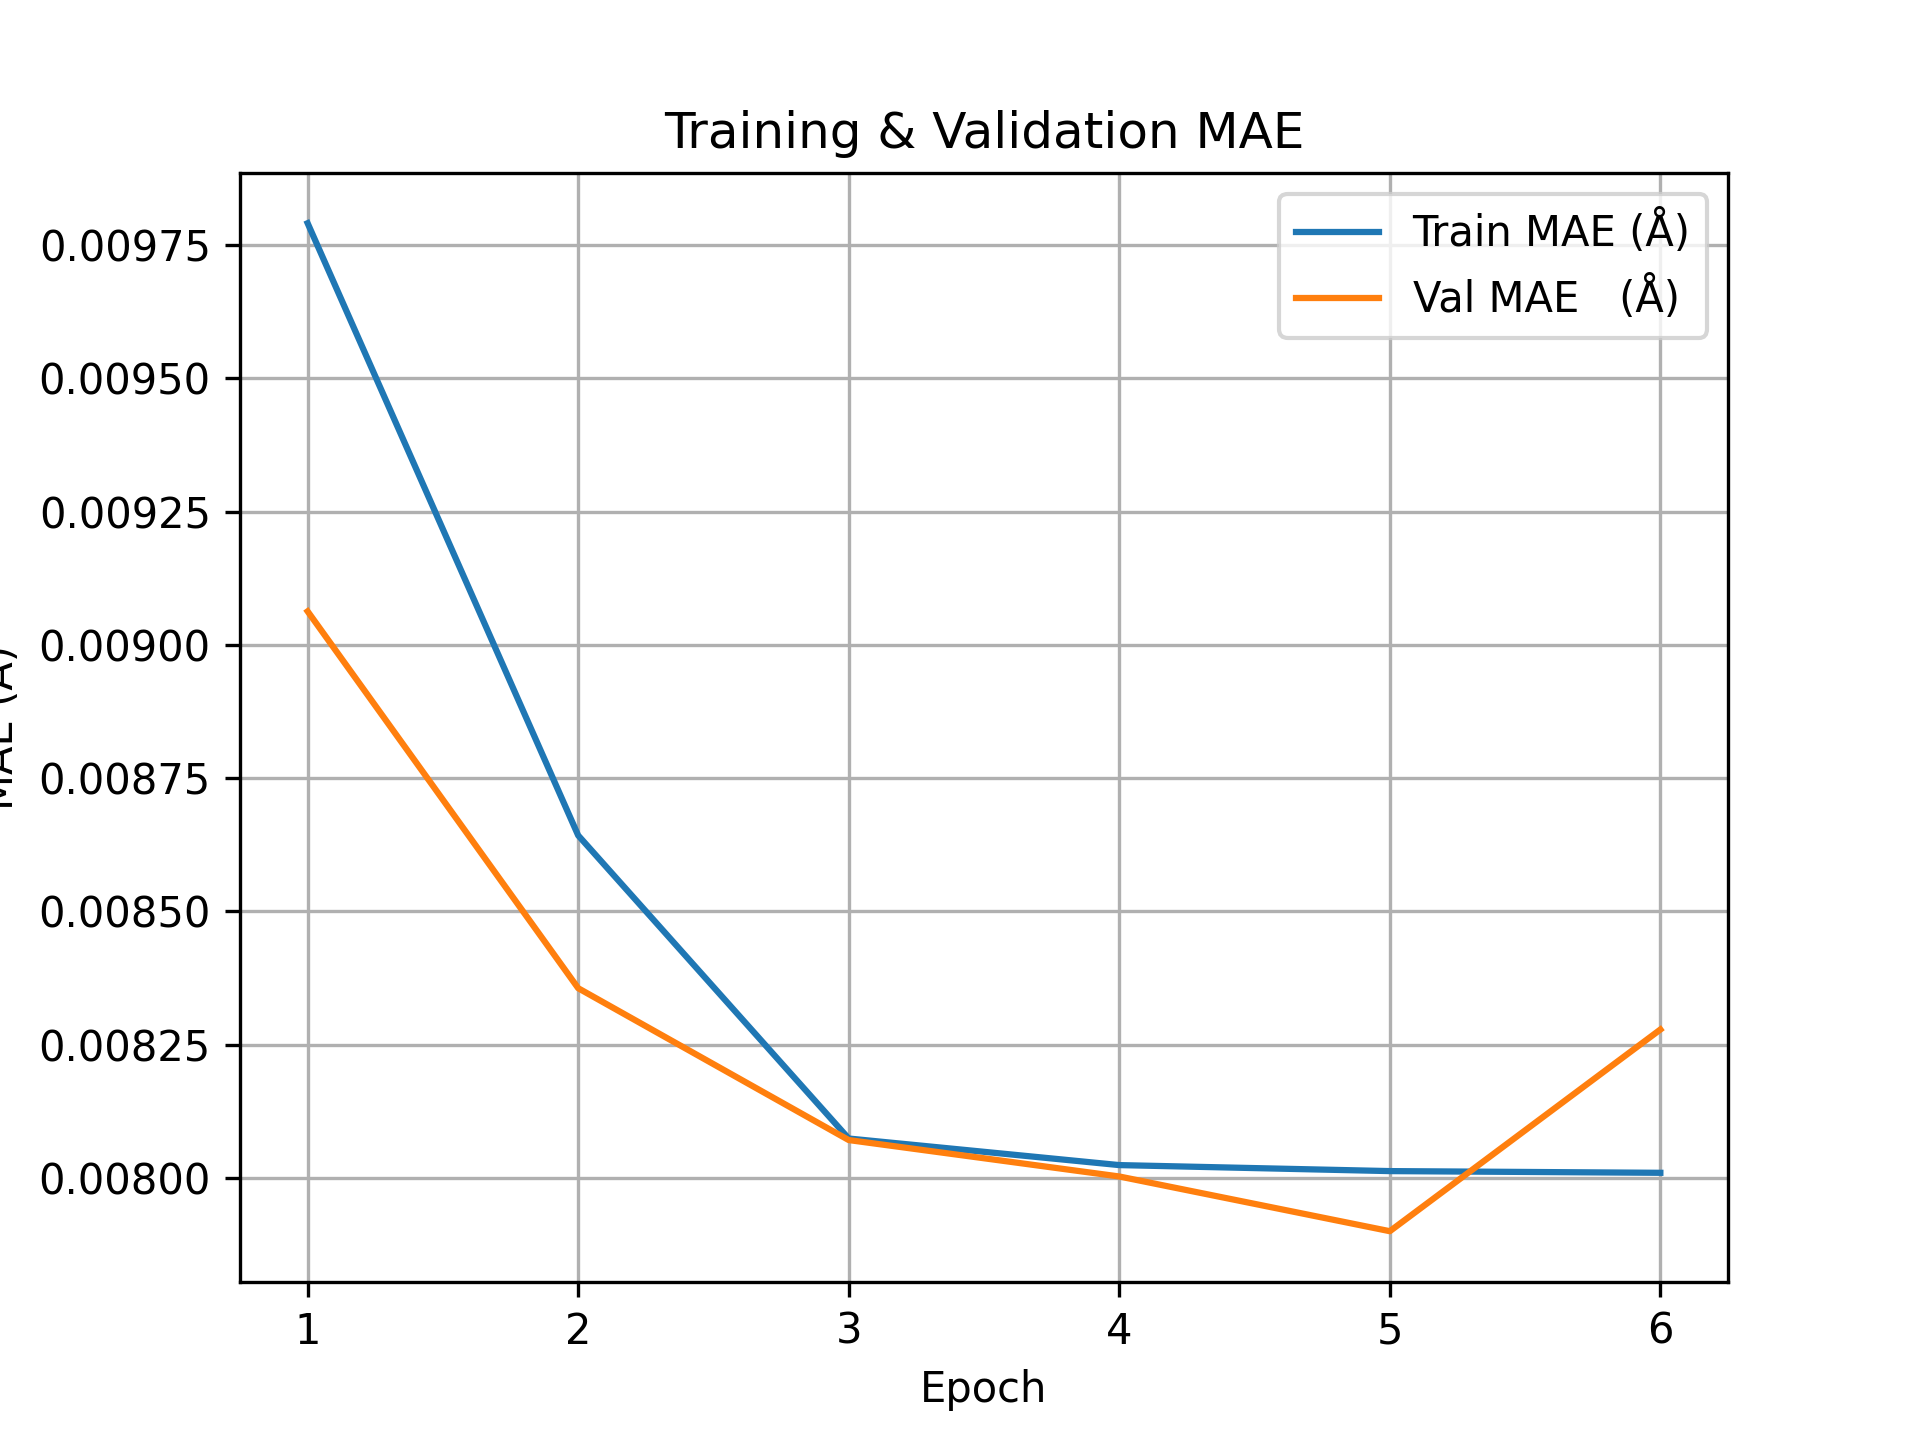 Training & Validation MAE
Train MAE (Å)
Val MAE   (Å)
0.00975
0.00950
0.00925
0.00900
0.00875
0.00850
0.00825
0.00800
MAE (Å)
1 2 3 4 5 6
Epoch